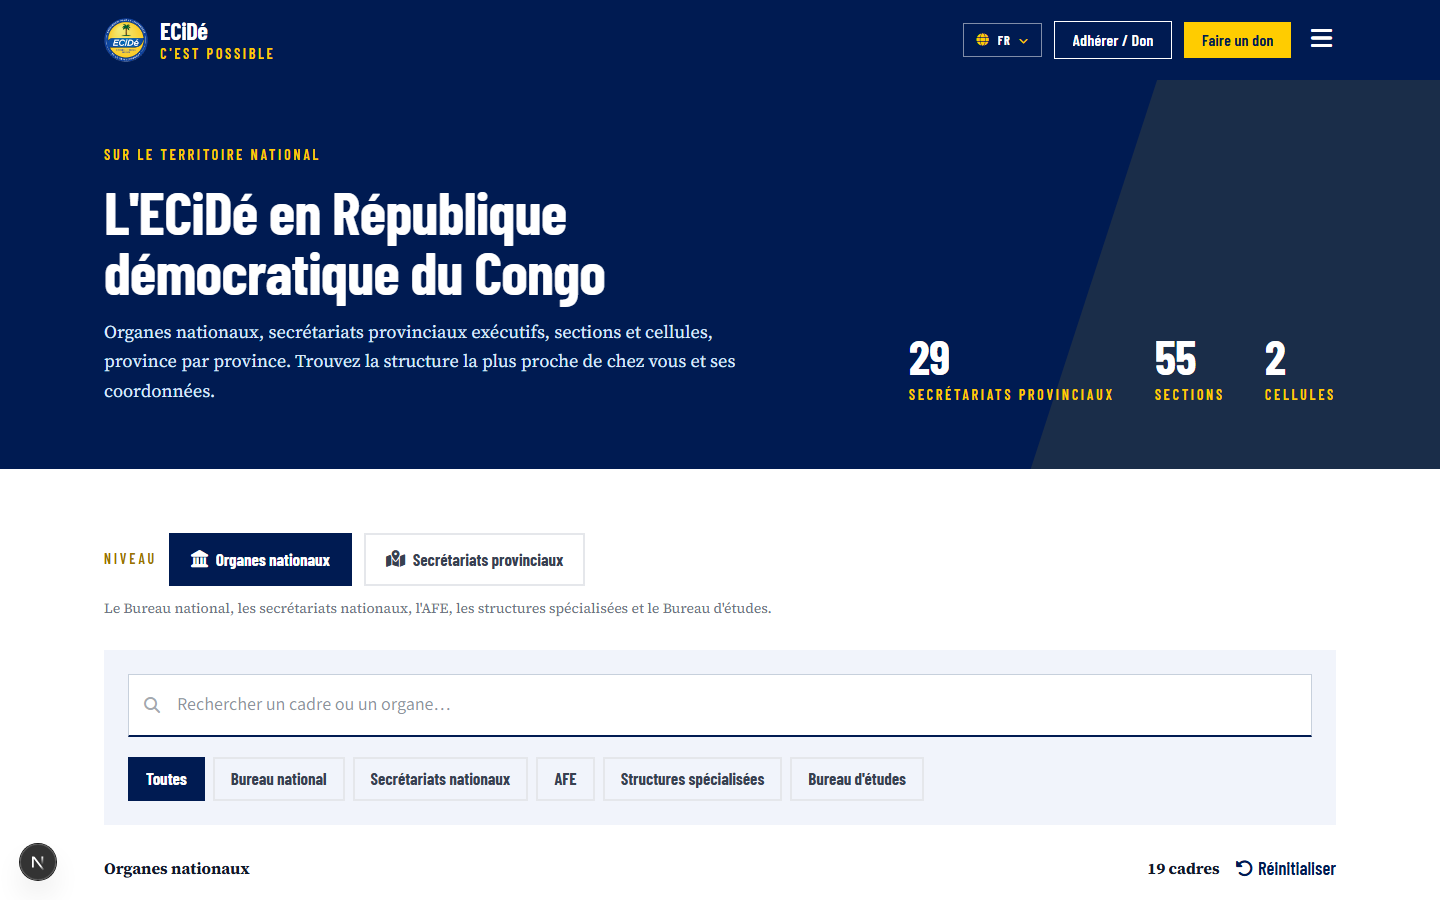 ECiDé
ECiDé
C'EST POSSIBLE
FR
Adhérer / Don
Faire un don
SUR LE TERRITOIRE NATIONAL
L'ECiDé en République
démocratique du Congo
Organes nationaux, secrétariats provinciaux exécutifs, sections et cellules,
province par province. Trouvez la structure la plus proche de chez vous et ses
coordonnées.
29
SECRÉTARIATS PROVINCIAUX
55
SECTIONS
2
CELLULES
NIVEAU
Organes nationaux
Secrétariats provinciaux
Le Bureau national, les secrétariats nationaux, l'AFE, les structures spécialisées et le Bureau d'études.
Rechercher un cadre ou un organe…
Toutes
Bureau national
Secrétariats nationaux
AFE
Structures spécialisées
Bureau d'études
N
Organes nationaux
19 cadres
Réinitialiser